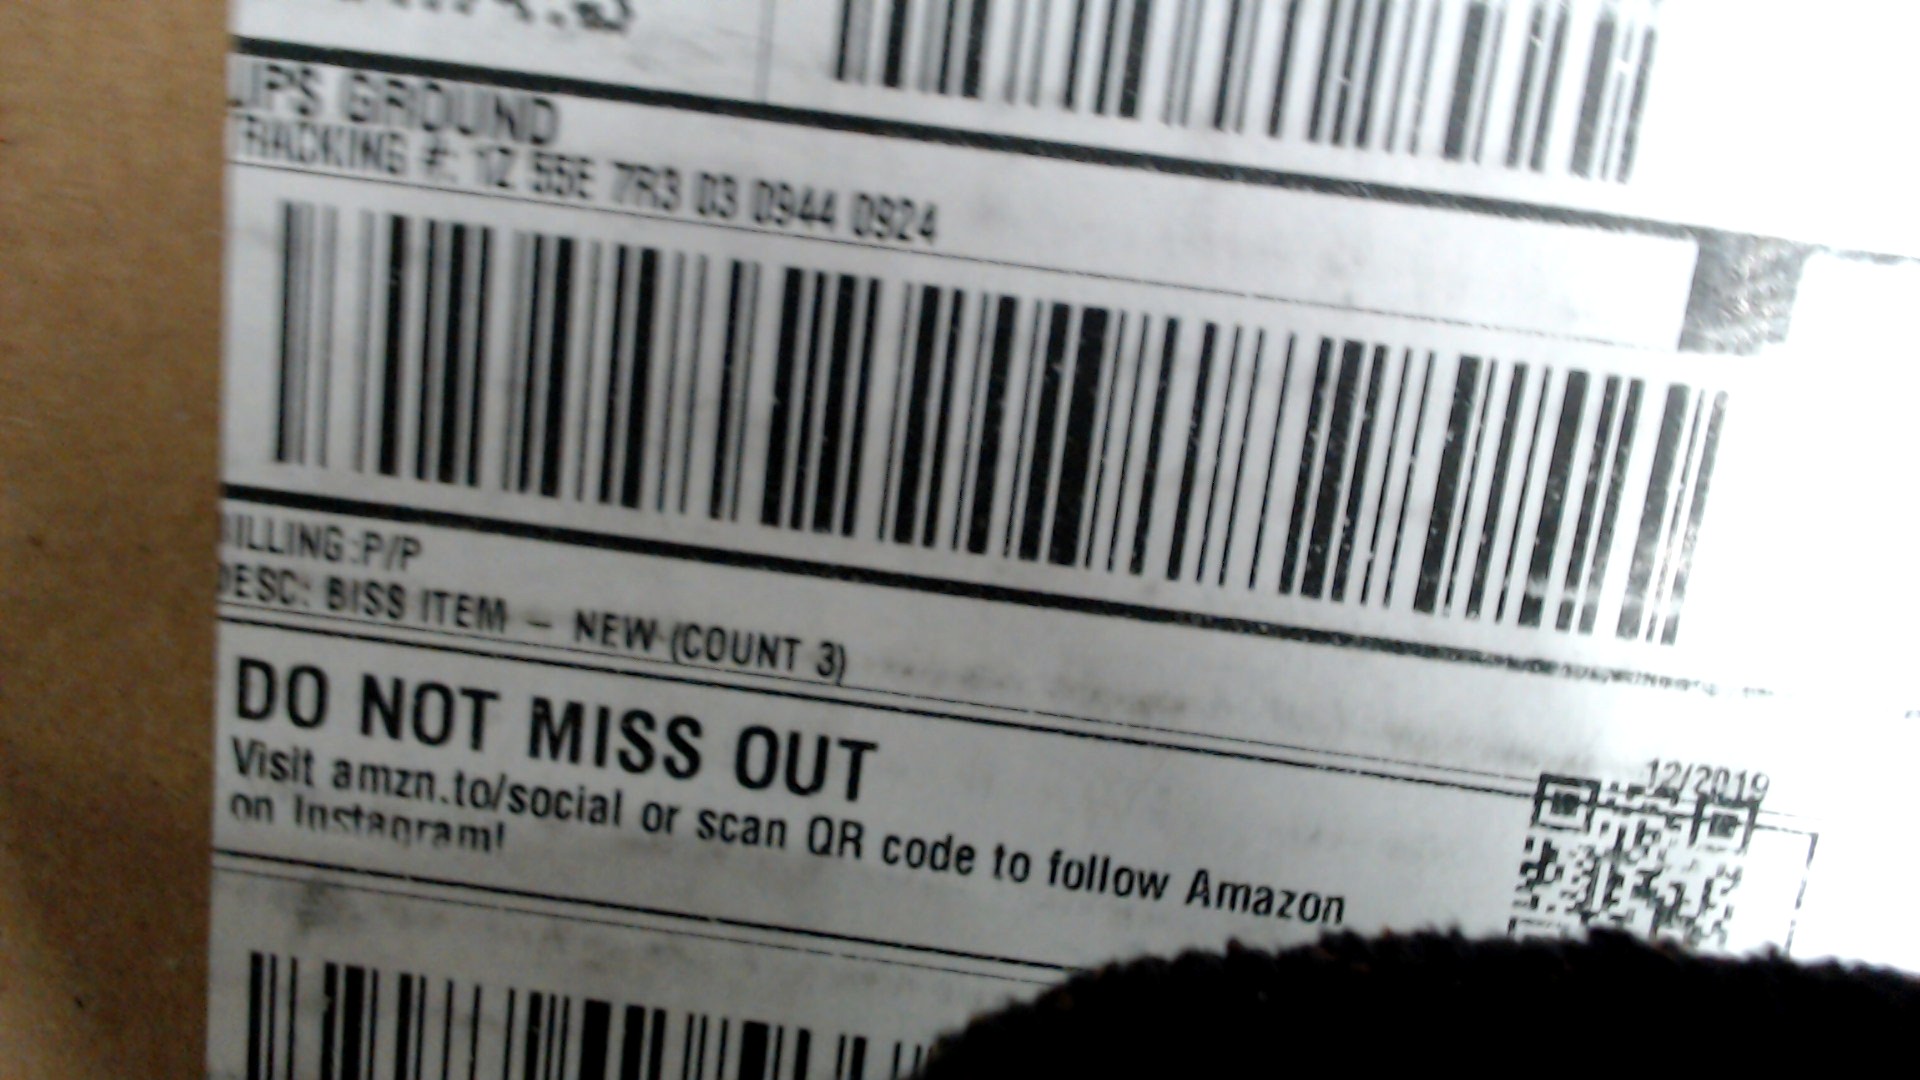 UPS GROUND
TRACKING #: 1Z 55E 7R3 03 0944 0924
BILLING:P/P
DESC: BISS ITEM – NEW (COUNT 3)
12/2019
DO NOT MISS OUT
Visit amzn.to/social or scan QR code to follow Amazon
on Instagram!